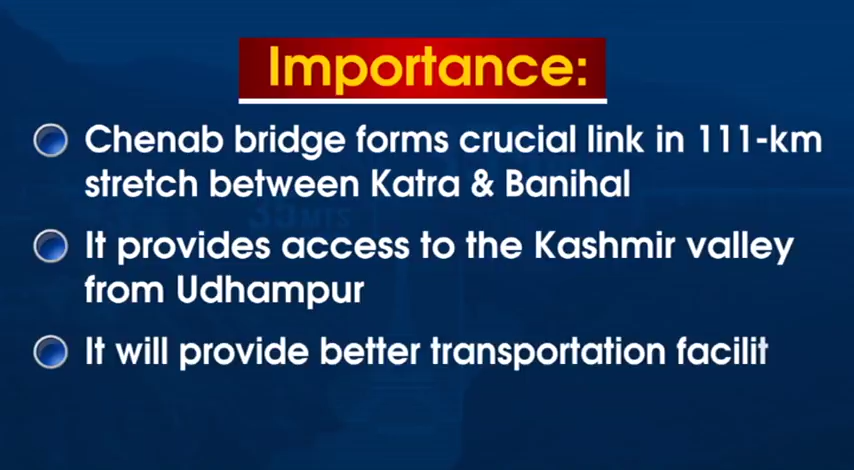 Importance:
Chenab bridge forms crucial link in 111-km
stretch between Katra & Banihal
It provides access to the Kashmir valley
from Udhampur
It will provide better transportation facilit